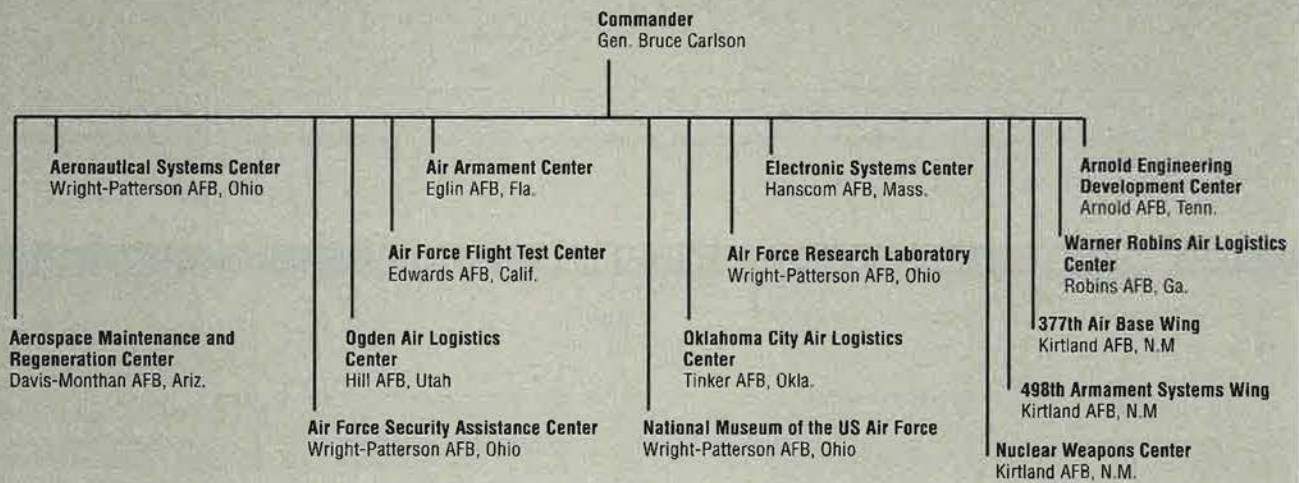 Commander
Gen. Bruce Carlson
Aeronautical Systems Center
Wright-Patterson AFB, Ohio
Air Armament Center
Eglin AFB, Fla.
Electronic Systems Center
Hanscom AFB, Mass.
Arnold Engineering
Development Center
Arnold AFB, Tenn.
Air Force Flight Test Center
Edwards AFB, Calif.
Air Force Research Laboratory
Wright-Patterson AFB, Ohio
Warner Robins Air Logistics
Center
Robins AFB, Ga.
Aerospace Maintenance and
Regeneration Center
Davis-Monthan AFB, Ariz.
Ogden Air Logistics
Center
Hill AFB, Utah
Oklahoma City Air Logistics
Center
Tinker AFB, Okla.
377th Air Base Wing
Kirtland AFB, N.M
498th Armament Systems Wing
Kirtland AFB, N.M
Air Force Security Assistance Center
Wright-Patterson AFB, Ohio
National Museum of the US Air Force
Wright-Patterson AFB, Ohio
Nuclear Weapons Center
Kirtland AFB, N.M.